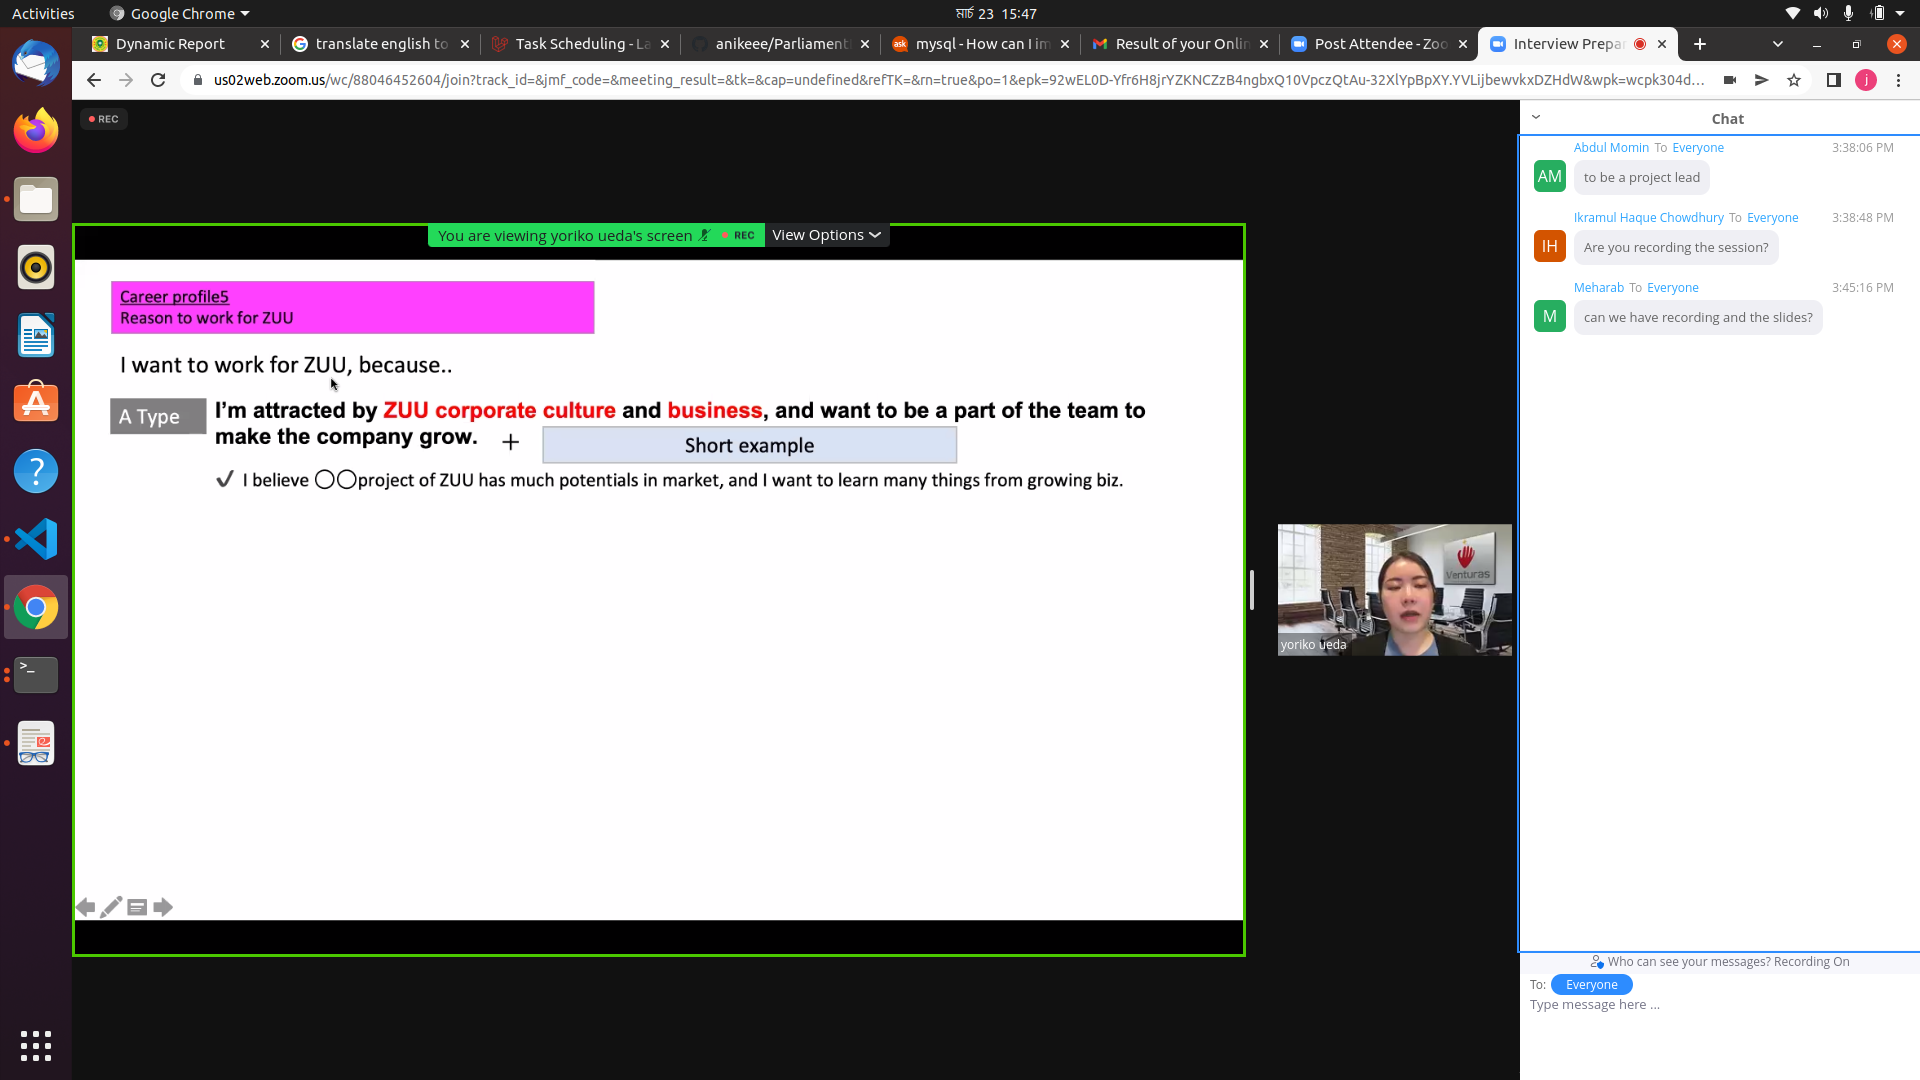 Activities
Google Chrome
মার্চ 23 15:47
Dynamic Report
translate english to
Task Scheduling - La
anikeee/Parliament
mysql - How can I im
Result of your Onlin
Post Attendee - Zoo
Interview Prepa
us02web.zoom.us/wc/88046452604/join?track_id=&jmf_code=&meeting_result=&tk=&cap=undefined&refTK=&rn=true&po=1&epk=92wEL0D-Yfr6H8jrYZKNCZzB4ngbxQ10VpczQtAu-32XlYpBpXY.YVLijbewvkxDZHdW&wpk=wcpk304d...
j
REC
You are viewing yoriko ueda's screen
REC
View Options
Career profile5
Reason to work for ZUU
I want to work for ZUU, because..
A Type
I'm attracted by ZUU corporate culture and business, and want to be a part of the team to
make the company grow. +
Short example
✓ I believe ○○project of ZUU has much potentials in market, and I want to learn many things from growing biz.
Venturas
yoriko ueda
Chat
Abdul Momin To Everyone 3:38:06 PM
AM
to be a project lead
Ikramul Haque Chowdhury To Everyone 3:38:48 PM
IH
Are you recording the session?
Meharab To Everyone 3:45:16 PM
M
can we have recording and the slides?
Who can see your messages? Recording On
To: Everyone
Type message here ...